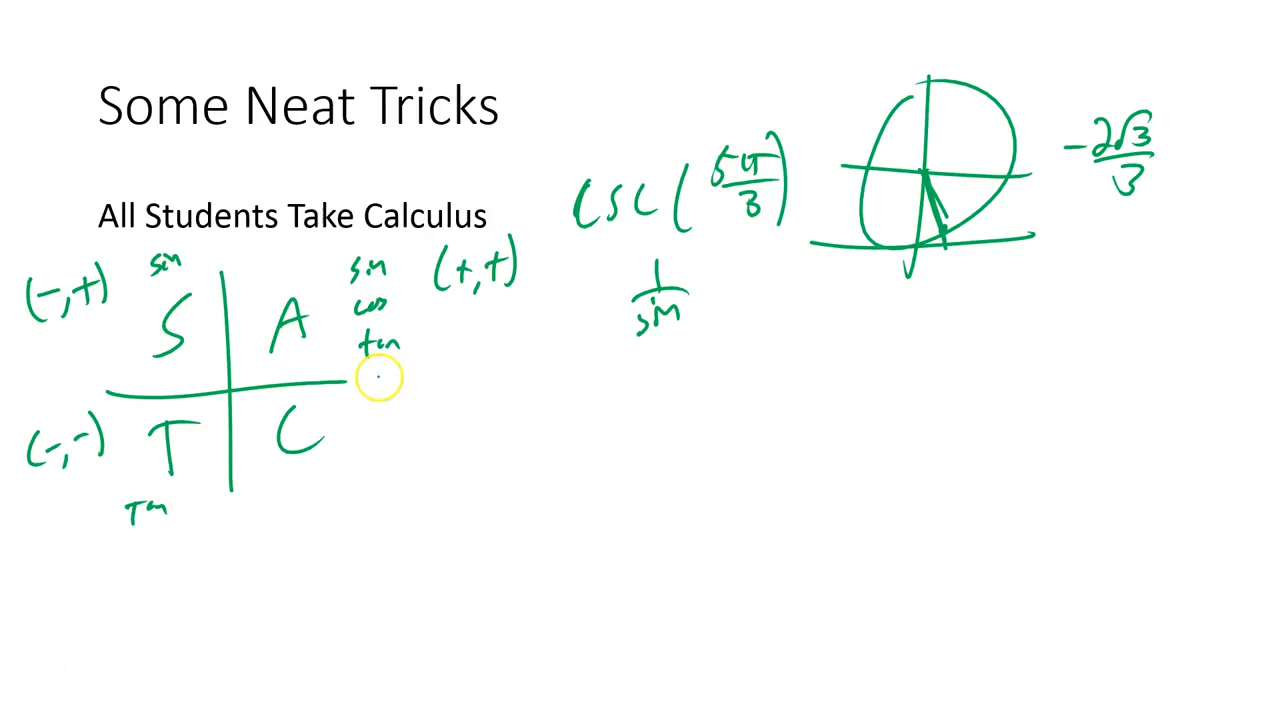 Some Neat Tricks
All Students Take Calculus
(-,+) sin S A sin (+,+)
cos
tan
(-,-) T C
Tan
csc(5π/3) -2√3/3
1/sin